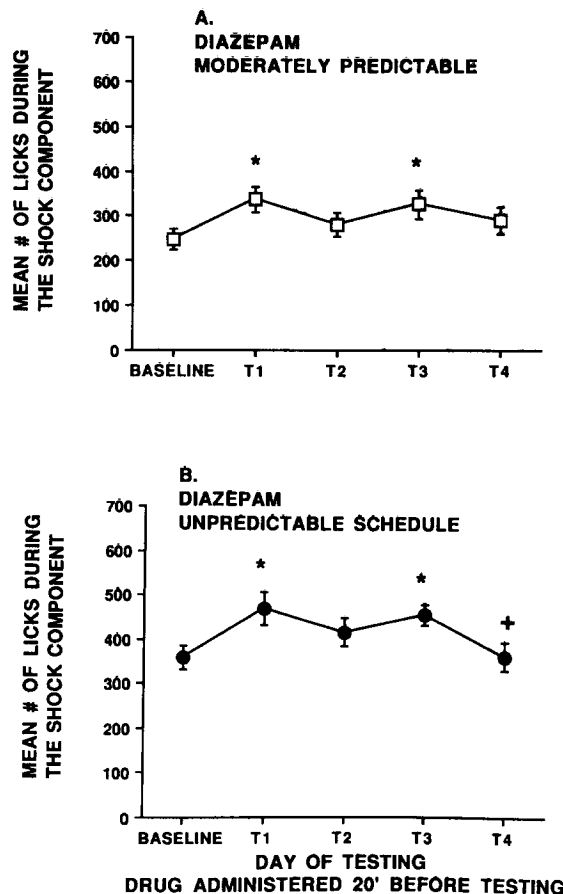 A.
DIAZEPAM
MODERATELY PREDICTABLE
MEAN # OF LICKS DURING
THE SHOCK COMPONENT
700
600
500
400
300
200
100
0
*
*
BASELINE T1 T2 T3 T4
B.
DIAZEPAM
UNPREDICTABLE SCHEDULE
MEAN # OF LICKS DURING
THE SHOCK COMPONENT
700
600
500
400
300
200
100
0
*
*
+
BASELINE T1 T2 T3 T4
DAY OF TESTING
DRUG ADMINISTERED 20' BEFORE TESTING